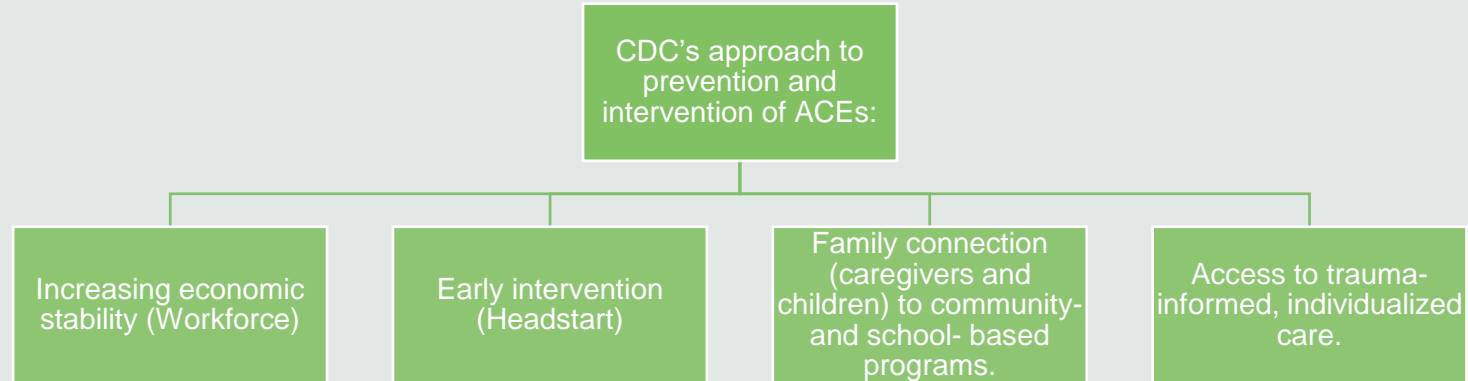 CDC’s approach to
prevention and
intervention of ACEs:
Increasing economic
stability (Workforce)
Early intervention
(Headstart)
Family connection
(caregivers and
children) to community-
and school- based
programs.
Access to trauma-
informed, individualized
care.